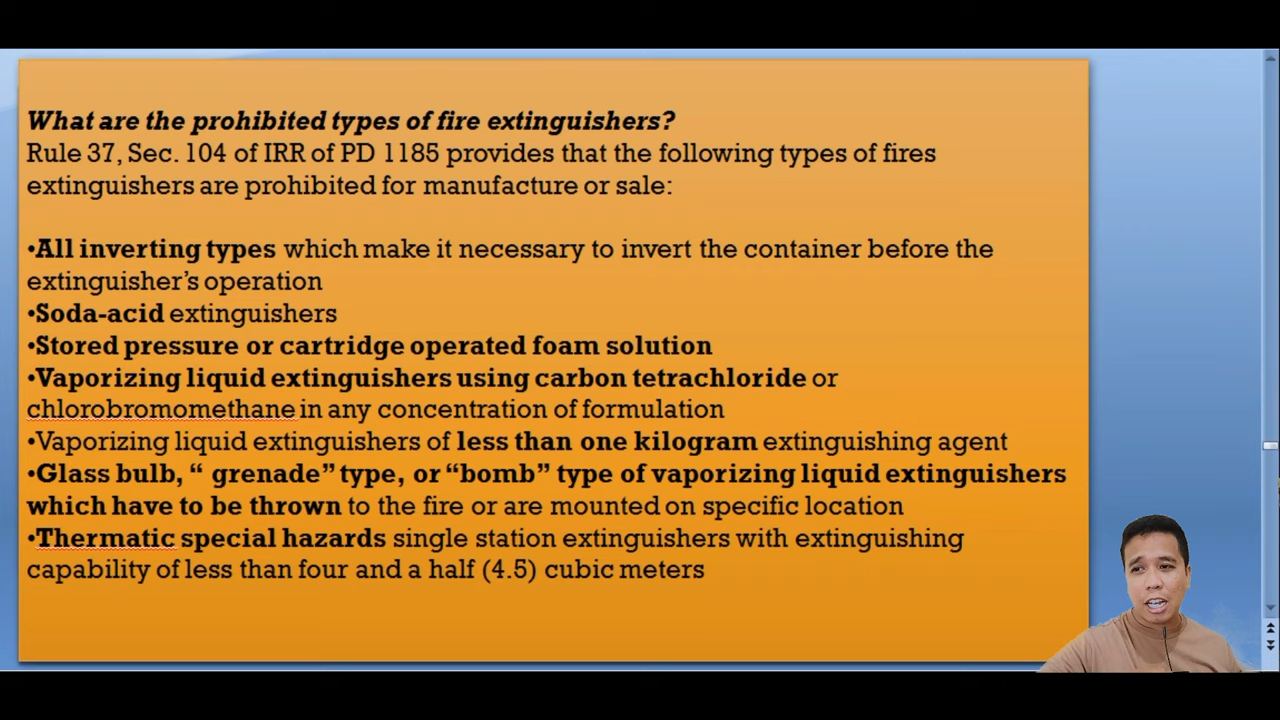 What are the prohibited types of fire extinguishers?
Rule 37, Sec. 104 of IRR of PD 1185 provides that the following types of fires
extinguishers are prohibited for manufacture or sale:
•All inverting types which make it necessary to invert the container before the
extinguisher's operation
•Soda-acid extinguishers
•Stored pressure or cartridge operated foam solution
•Vaporizing liquid extinguishers using carbon tetrachloride or
chlorobromomethane in any concentration of formulation
•Vaporizing liquid extinguishers of less than one kilogram extinguishing agent
•Glass bulb, “ grenade” type, or “bomb” type of vaporizing liquid extinguishers
which have to be thrown to the fire or are mounted on specific location
•Thermatic special hazards single station extinguishers with extinguishing
capability of less than four and a half (4.5) cubic meters